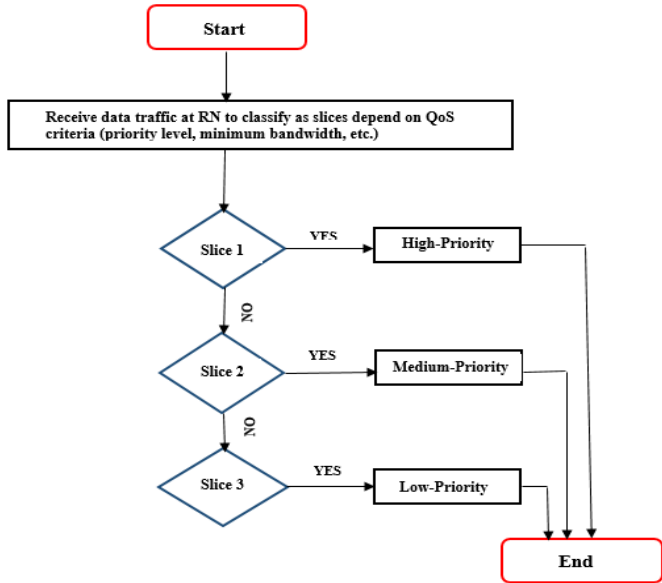 Start
Receive data traffic at RN to classify as slices depend on QoS
criteria (priority level, minimum bandwidth, etc.)
Slice 1
YES
High-Priority
NO
Slice 2
YES
Medium-Priority
NO
Slice 3
YES
Low-Priority
End